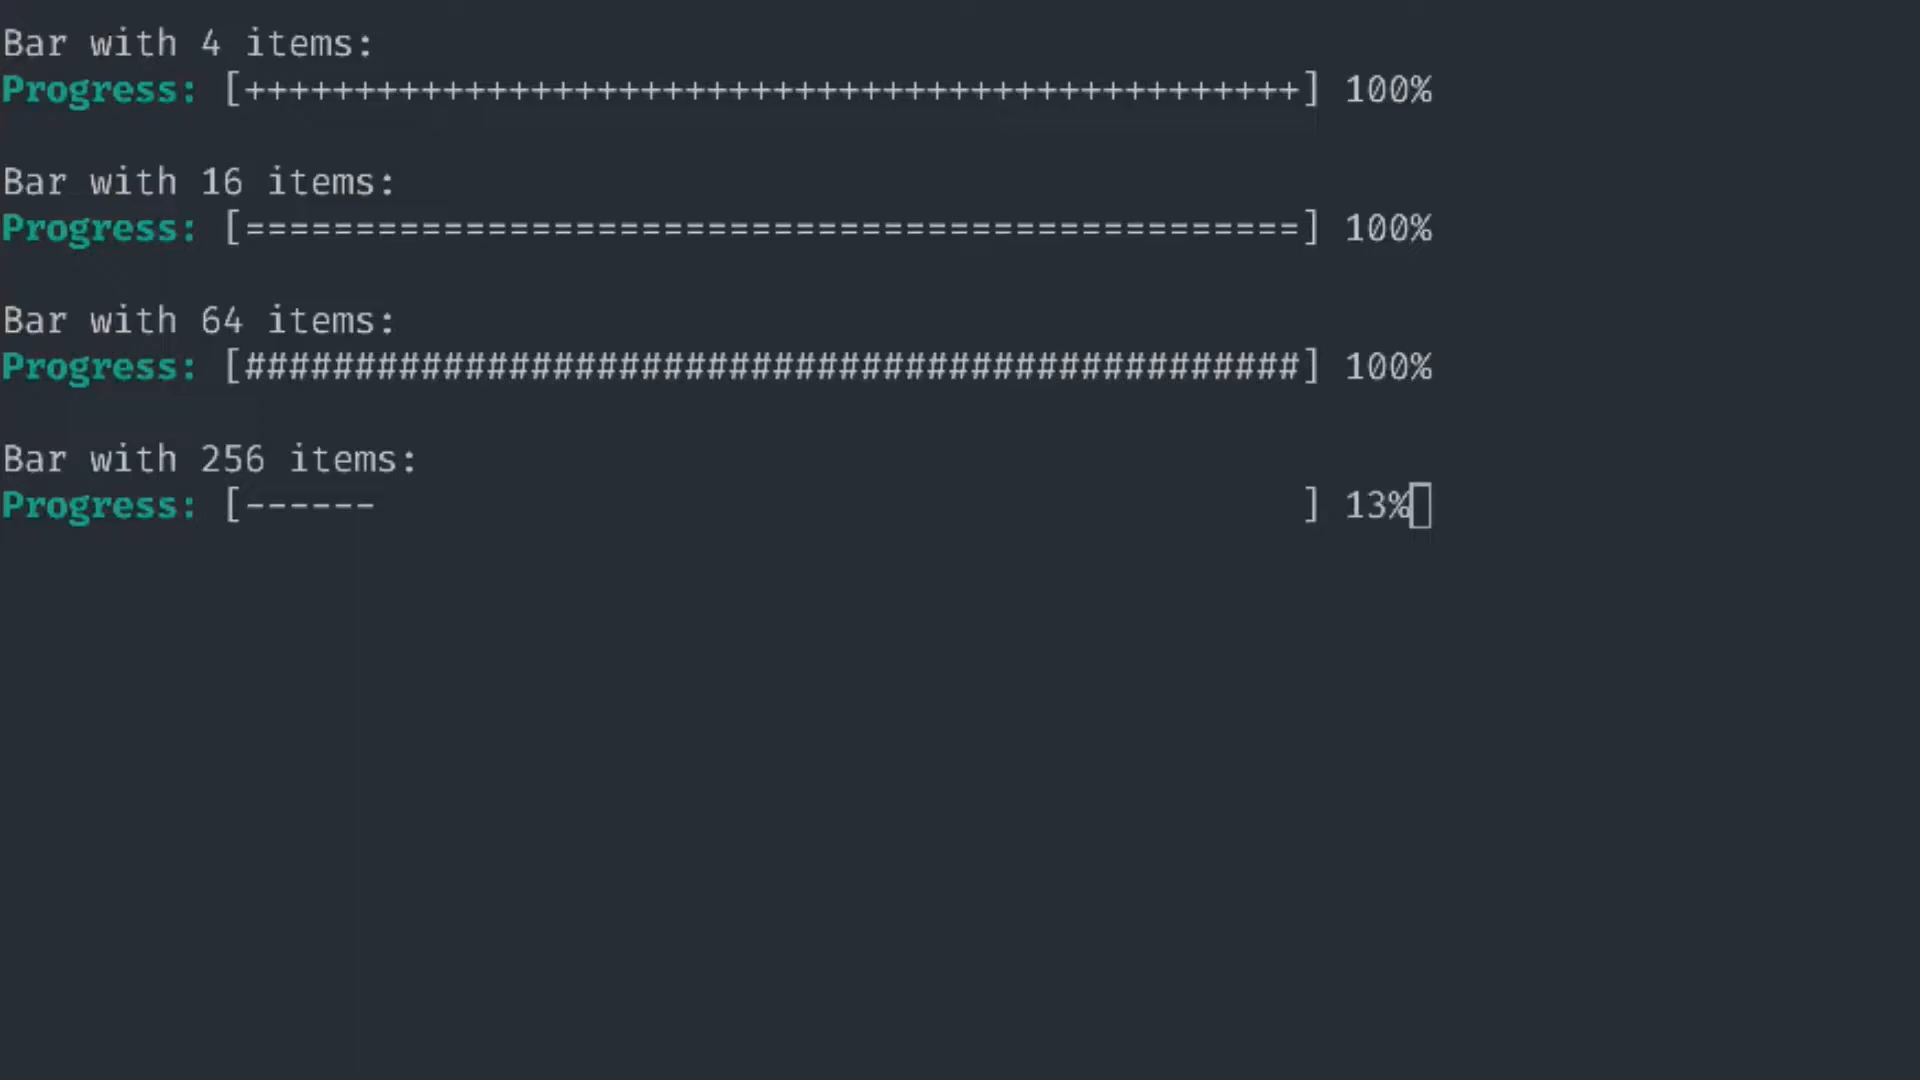 Bar with 4 items:
Progress: [++++++++++++++++++++++++++++++++++++++++++++++++] 100%
Bar with 16 items:
Progress: [================================================] 100%
Bar with 64 items:
Progress: [################################################] 100%
Bar with 256 items:
Progress: [------                                          ] 13%